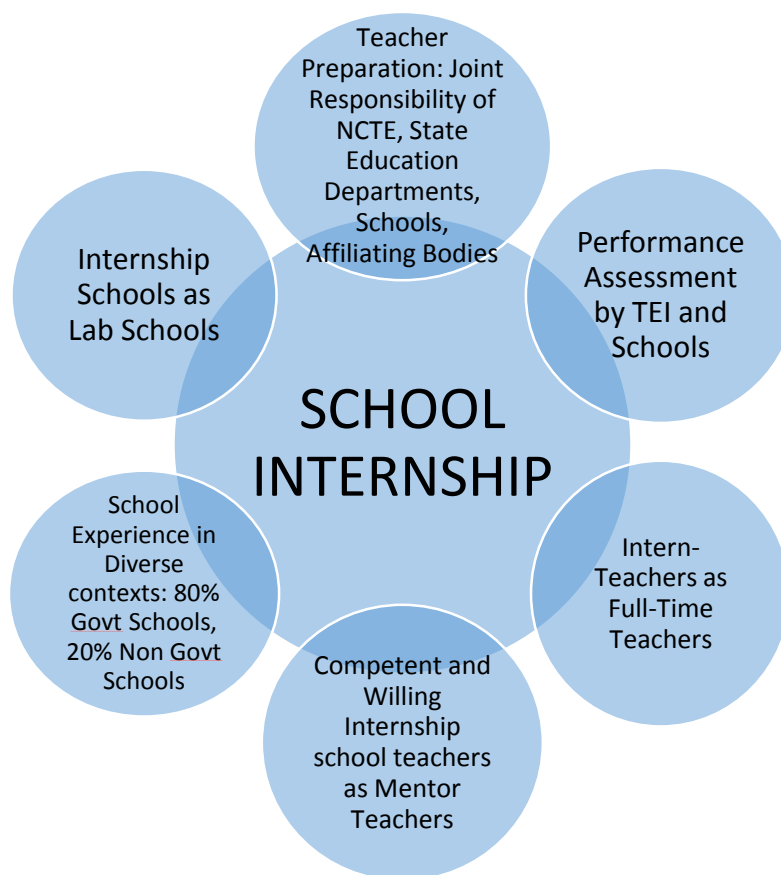 Teacher
Preparation: Joint
Responsibility of
NCTE, State
Education
Departments,
Schools,
Affiliating Bodies
Performance
Assessment
by TEI and
Schools
Intern-
Teachers as
Full-Time
Teachers
Competent and
Willing
Internship
school teachers
as Mentor
Teachers
School
Experience in
Diverse
contexts: 80%
Govt Schools,
20% Non Govt
Schools
Internship
Schools as
Lab Schools
SCHOOL
INTERNSHIP